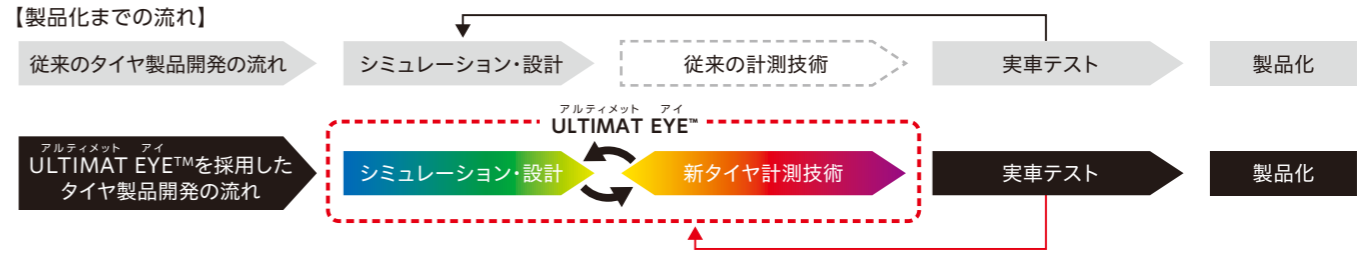 【製品化までの流れ】
従来のタイヤ製品開発の流れ
シミュレーション・設計
従来の計測技術
実車テスト
製品化
アルティメット アイ
ULTIMAT EYE™
アルティメット アイ
ULTIMAT EYE™を採用した
タイヤ製品開発の流れ
シミュレーション・設計
新タイヤ計測技術
実車テスト
製品化